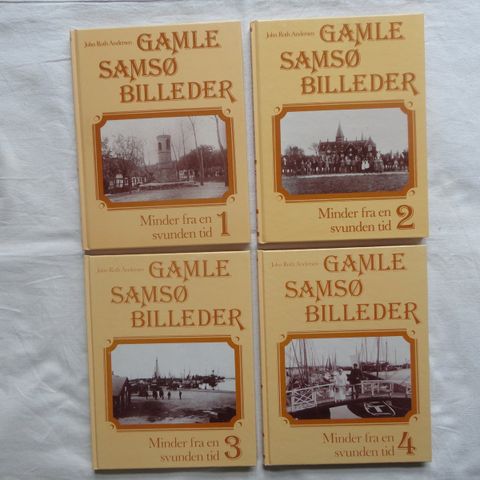 John Roth Andersen GAMLE
SAMSØ
BILLEDER
Minder fra en
svunden tid 1
John Roth Andersen GAMLE
SAMSØ
BILLEDER
Minder fra en
svunden tid 2
John Roth Andersen GAMLE
SAMSØ
BILLEDER
Minder fra en
svunden tid 3
John Roth Andersen GAMLE
SAMSØ
BILLEDER
Minder fra en
svunden tid 4